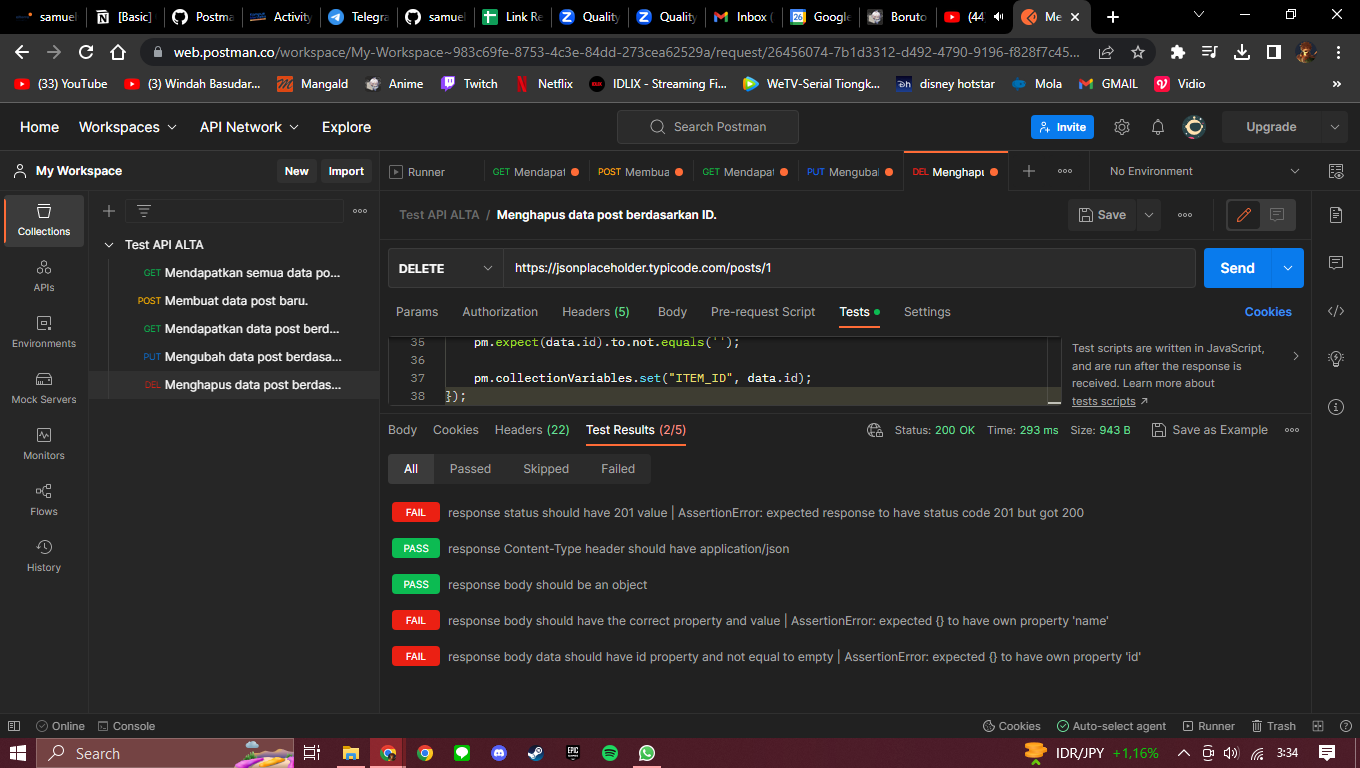 samuel
[Basic]
Postma
Activity
Telegra
samuel
Link Re
Quality
Quality
Inbox (
Google
Boruto
(44
Me
web.postman.co/workspace/My-Workspace~983c69fe-8753-4c3e-84dd-273cea62529a/request/26456074-7b1d3312-d492-4790-9196-f828f7c45...
(33) YouTube
(3) Windah Basudar...
Mangald
Anime
Twitch
Netflix
IDLIX - Streaming Fi...
WeTV-Serial Tiongk...
disney hotstar
Mola
GMAIL
Vidio
»
Home
Workspaces
API Network
Explore
Search Postman
Invite
Upgrade
My Workspace
New
Import
Runner
GET Mendapat
POST Membua
GET Mendapat
PUT Mengubal
DEL Menghapu
No Environment
Collections
APIs
Environments
Mock Servers
Monitors
Flows
History
Test API ALTA
GET Mendapatkan semua data po...
POST Membuat data post baru.
GET Mendapatkan data post berd...
PUT Mengubah data post berdasa...
DEL Menghapus data post berdas...
Test API ALTA / Menghapus data post berdasarkan ID.
Save
DELETE
https://jsonplaceholder.typicode.com/posts/1
Send
Params
Authorization
Headers (5)
Body
Pre-request Script
Tests
Settings
Cookies
35 pm.expect(data.id).to.not.equals('');
36
37 pm.collectionVariables.set("ITEM_ID", data.id);
38 });
Test scripts are written in JavaScript,
and are run after the response is
received. Learn more about
tests scripts ↗
Body
Cookies
Headers (22)
Test Results (2/5)
Status: 200 OK
Time: 293 ms
Size: 943 B
Save as Example
All
Passed
Skipped
Failed
FAIL response status should have 201 value | AssertionError: expected response to have status code 201 but got 200
PASS response Content-Type header should have application/json
PASS response body should be an object
FAIL response body should have the correct property and value | AssertionError: expected {} to have own property 'name'
FAIL response body data should have id property and not equal to empty | AssertionError: expected {} to have own property 'id'
Online
Console
Cookies
Auto-select agent
Runner
Trash
Search
EPIC
IDR/JPY +1,16%
3:34